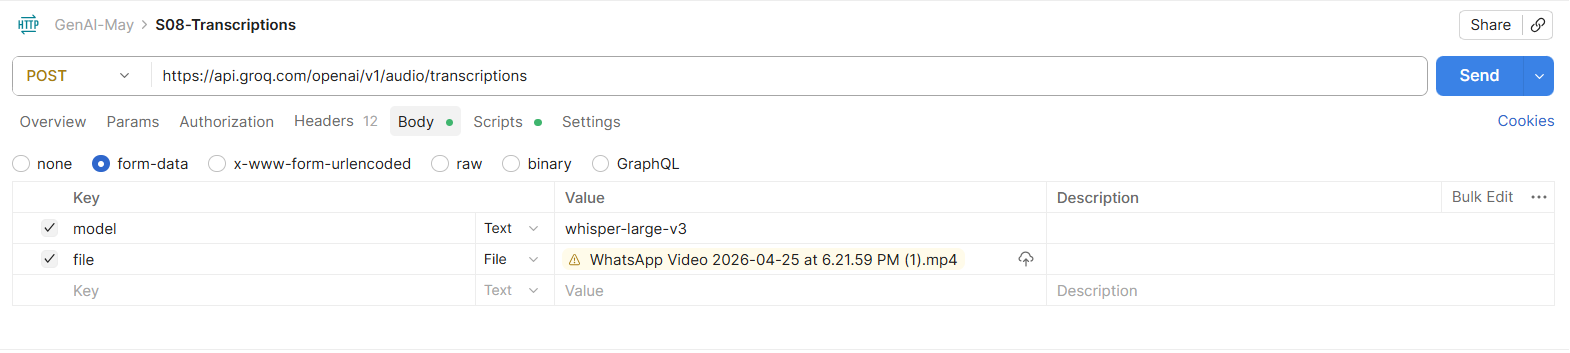 HTTP GenAI-May > S08-Transcriptions Share
POST https://api.groq.com/openai/v1/audio/transcriptions Send
Overview Params Authorization Headers 12 Body Scripts Settings Cookies
none form-data x-www-form-urlencoded raw binary GraphQL
Key Value Description Bulk Edit ...
model Text whisper-large-v3
file File WhatsApp Video 2026-04-25 at 6.21.59 PM (1).mp4
Key Text Value Description